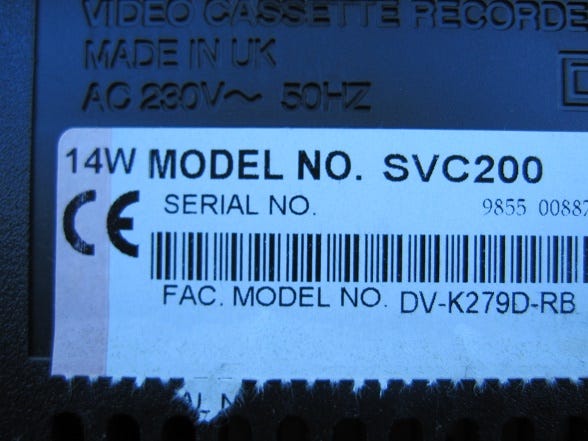 VIDEO CASSETTE RECORDE
MADE IN UK
AC 230V～ 50HZ
14W MODEL NO. SVC200
CE SERIAL NO. 9855 00887
FAC. MODEL NO. DV-K279D-RB